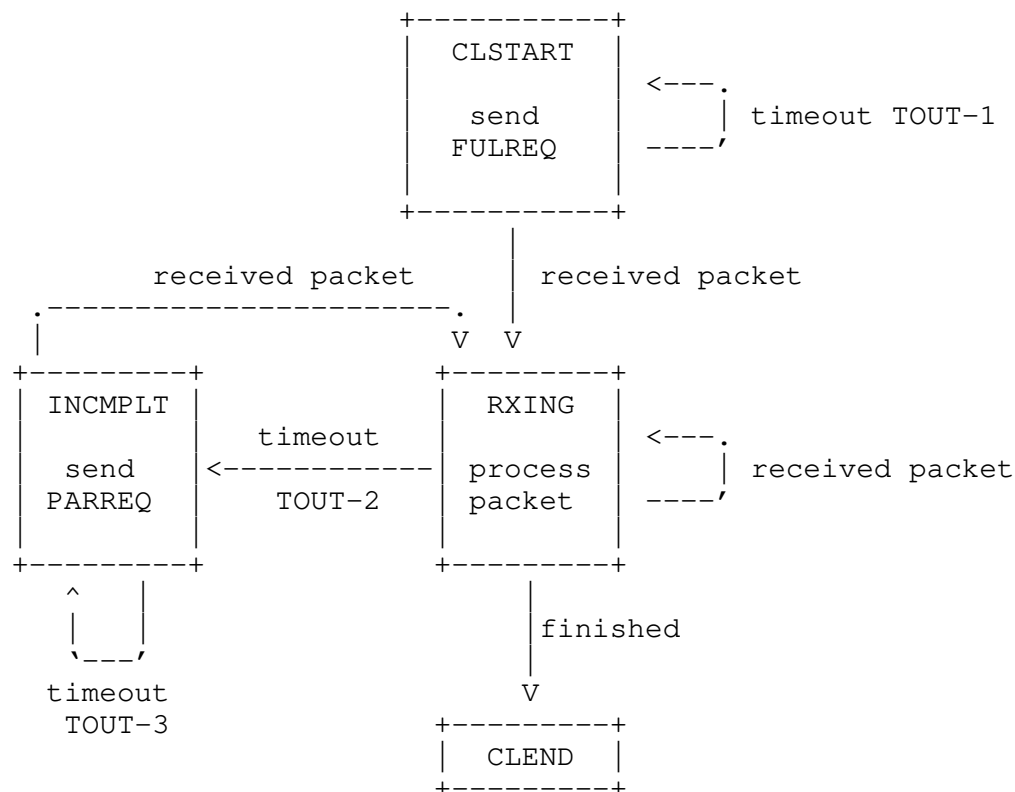 CLSTART
send
timeout TOUT-1
FULREQ
received packet
received packet
INCMPLT
RXING
timeout
send
process
received packet
PARREQ
TOUT-2
packet
finished
timeout
TOUT-3
CLEND